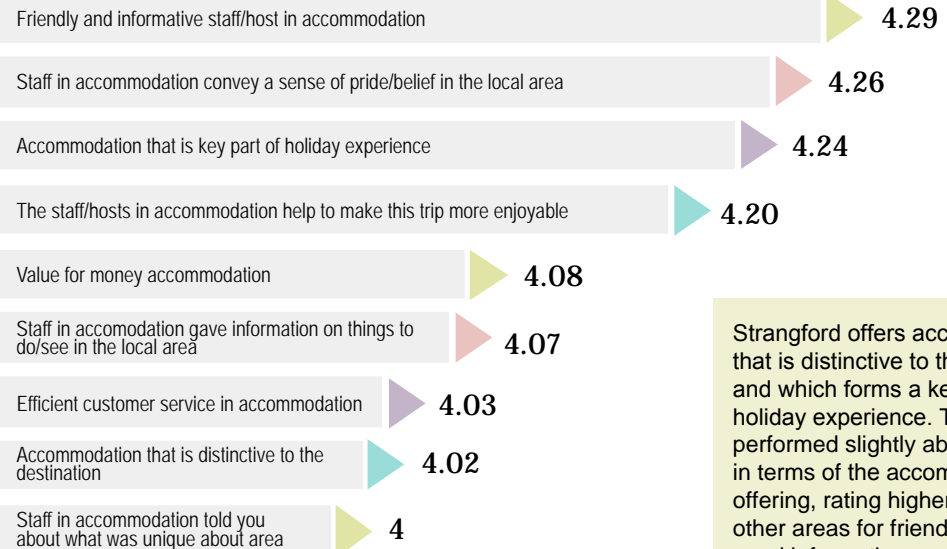 Friendly and informative staff/host in accommodation 4.29
Staff in accommodation convey a sense of pride/belief in the local area 4.26
Accommodation that is key part of holiday experience 4.24
The staff/hosts in accommodation help to make this trip more enjoyable 4.20
Value for money accommodation 4.08
Staff in accomodation gave information on things to
do/see in the local area 4.07
Efficient customer service in accommodation 4.03
Accommodation that is distinctive to the
destination 4.02
Staff in accommodation told you
about what was unique about area 4
Strangford offers acc
that is distinctive to th
and which forms a ke
holiday experience. T
performed slightly ab
in terms of the accom
offering, rating higher
other areas for friend